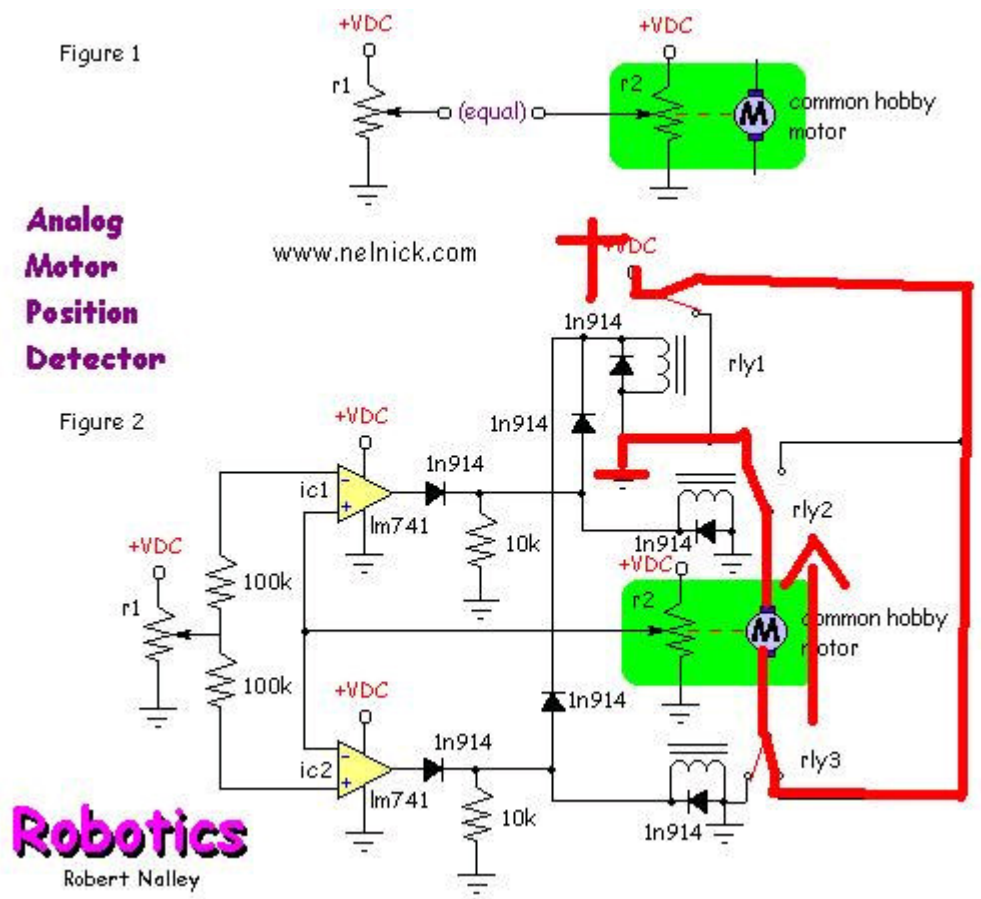 +VDC
+VDC
Figure 1
r1
r2
(equal)
M
common hobby
motor
Analog
Motor
Position
Detector
www.nelnick.com
+VDC
1n914
rly1
Figure 2
+VDC
1n914
1n914
ic1
-
+
lm741
10k
1n914
rly2
+VDC
r1
100k
100k
+VDC
r2
M
common hobby
motor
+VDC
1n914
1n914
ic2
-
+
lm741
10k
1n914
rly3
Robotics
Robert Nalley